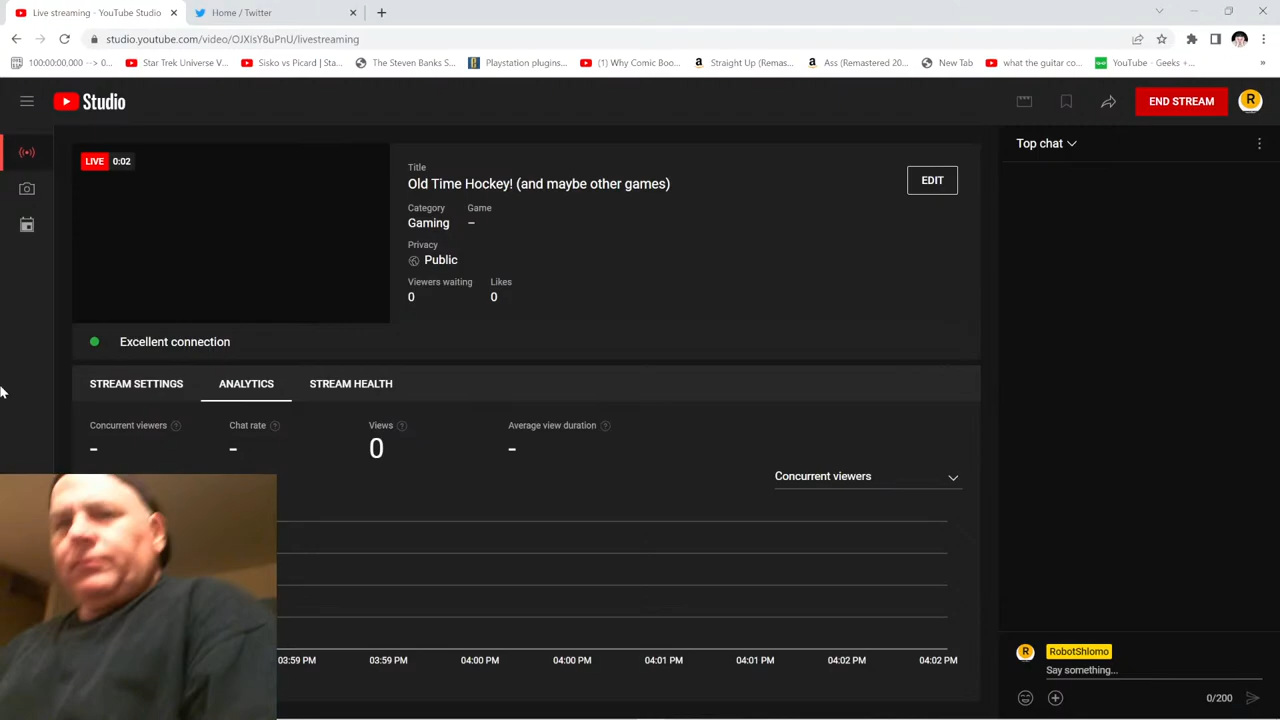 Live streaming - YouTube Studio
Home / Twitter
studio.youtube.com/video/OJXIsY8uPnU/livestreaming
100:00:00,000 --> 0...
Star Trek Universe V...
Sisko vs Picard | Sta...
The Steven Banks S...
Playstation plugins,...
(1) Why Comic Boo...
Straight Up (Remas...
Ass (Remastered 20...
New Tab
what the guitar co...
YouTube - Geeks +...
Studio
END STREAM
R
LIVE 0:02
Title
Old Time Hockey! (and maybe other games)
EDIT
Category Game
Gaming –
Privacy
Public
Viewers waiting Likes
0 0
Excellent connection
STREAM SETTINGS ANALYTICS STREAM HEALTH
Concurrent viewers ? Chat rate ? Views ? Average view duration ?
- - 0 -
Concurrent viewers
03:59 PM 03:59 PM 04:00 PM 04:00 PM 04:01 PM 04:01 PM 04:02 PM 04:02 PM
Top chat
R RobotShlomo
Say something...
0/200